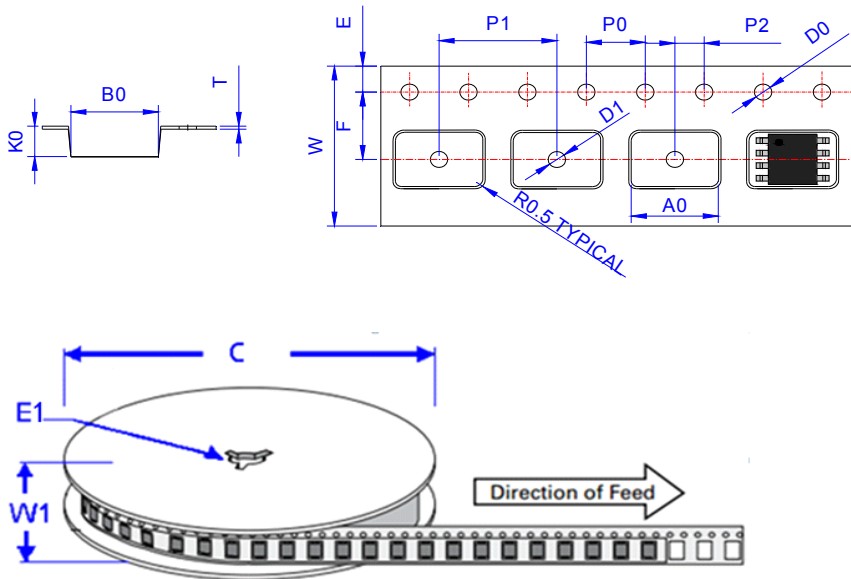 P1
P0
P2
D0
E
T
B0
K0
W
F
D1
A0
R0.5 TYPICAL
C
E1
W1
Direction of Feed